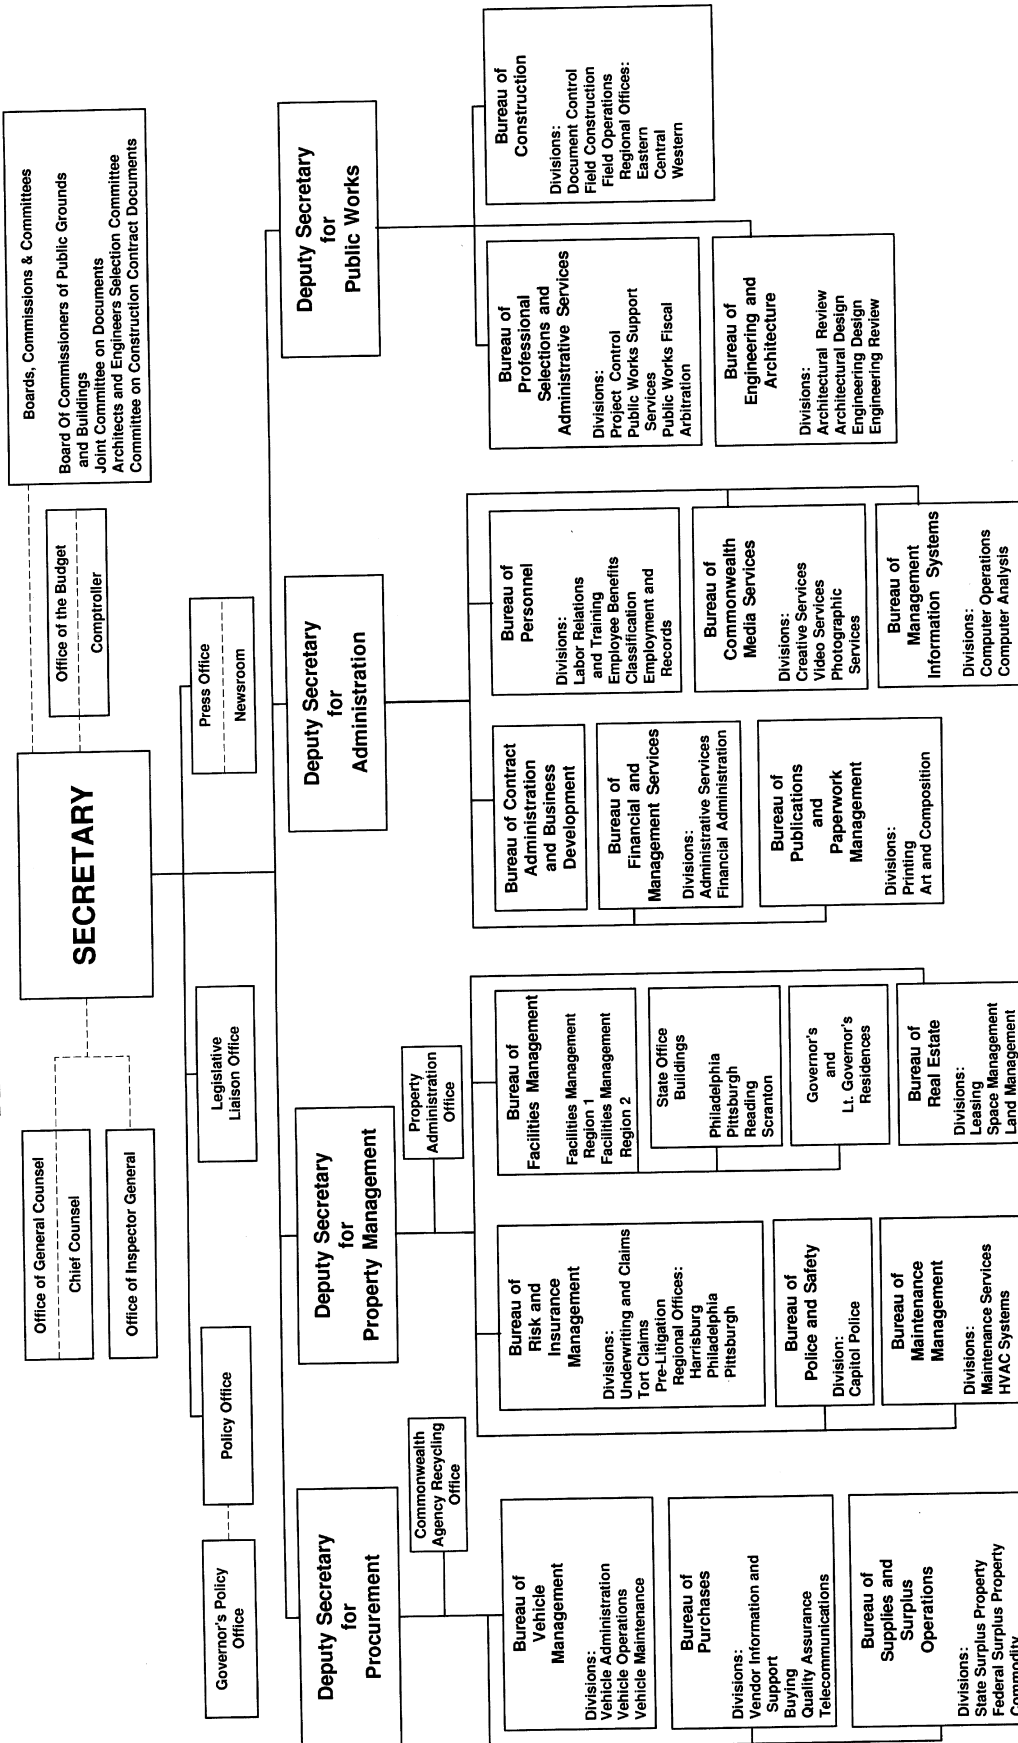 Boards, Commissions & Committees
Board Of Commissioners of Public Grounds
and Buildings
Joint Committee on Documents
Architects and Engineers Selection Committee
Committee on Construction Contract Documents
Office of the Budget
Comptroller
SECRETARY
Office of General Counsel
Chief Counsel
Office of Inspector General
Governor's Policy
Office
Policy Office
Legislative
Liaison Office
Press Office
Newsroom
Deputy Secretary
for
Procurement
Commonwealth
Agency Recycling
Office
Bureau of
Vehicle
Management
Divisions:
Vehicle Administration
Vehicle Operations
Vehicle Maintenance
Bureau of
Purchases
Divisions:
Vendor Information and
Support
Buying
Quality Assurance
Telecommunications
Bureau of
Supplies and
Surplus
Operations
Divisions:
State Surplus Property
Federal Surplus Property
Commodity
Deputy Secretary
for
Property Management
Property
Administration
Office
Bureau of
Risk and
Insurance
Management
Divisions:
Underwriting and Claims
Tort Claims
Pre-Litigation
Regional Offices:
Harrisburg
Philadelphia
Pittsburgh
Bureau of
Police and Safety
Division:
Capitol Police
Bureau of
Maintenance
Management
Divisions:
Maintenance Services
HVAC Systems
Bureau of
Facilities Management
Facilities Management
Region 1
Facilities Management
Region 2
State Office
Buildings
Philadelphia
Pittsburgh
Reading
Scranton
Governor's
and
Lt. Governor's
Residences
Bureau of
Real Estate
Divisions:
Leasing
Space Management
Land Management
Deputy Secretary
for
Administration
Bureau of Contract
Administration
and Business
Development
Bureau of
Financial and
Management Services
Divisions:
Administrative Services
Financial Administration
Bureau of
Publications
and
Paperwork
Management
Divisions:
Printing
Art and Composition
Bureau of
Personnel
Divisions:
Labor Relations
and Training
Employee Benefits
Classification
Employment and
Records
Bureau of
Commonwealth
Media Services
Divisions:
Creative Services
Video Services
Photographic
Services
Bureau of
Management
Information Systems
Divisions:
Computer Operations
Computer Analysis
Deputy Secretary
for
Public Works
Bureau of
Professional
Selections and
Administrative Services
Divisions:
Project Control
Public Works Support
Services
Public Works Fiscal
Arbitration
Bureau of
Engineering and
Architecture
Divisions:
Architectural Review
Architectural Design
Engineering Design
Engineering Review
Bureau of
Construction
Divisions:
Document Control
Field Construction
Field Operations
Regional Offices:
Eastern
Central
Western